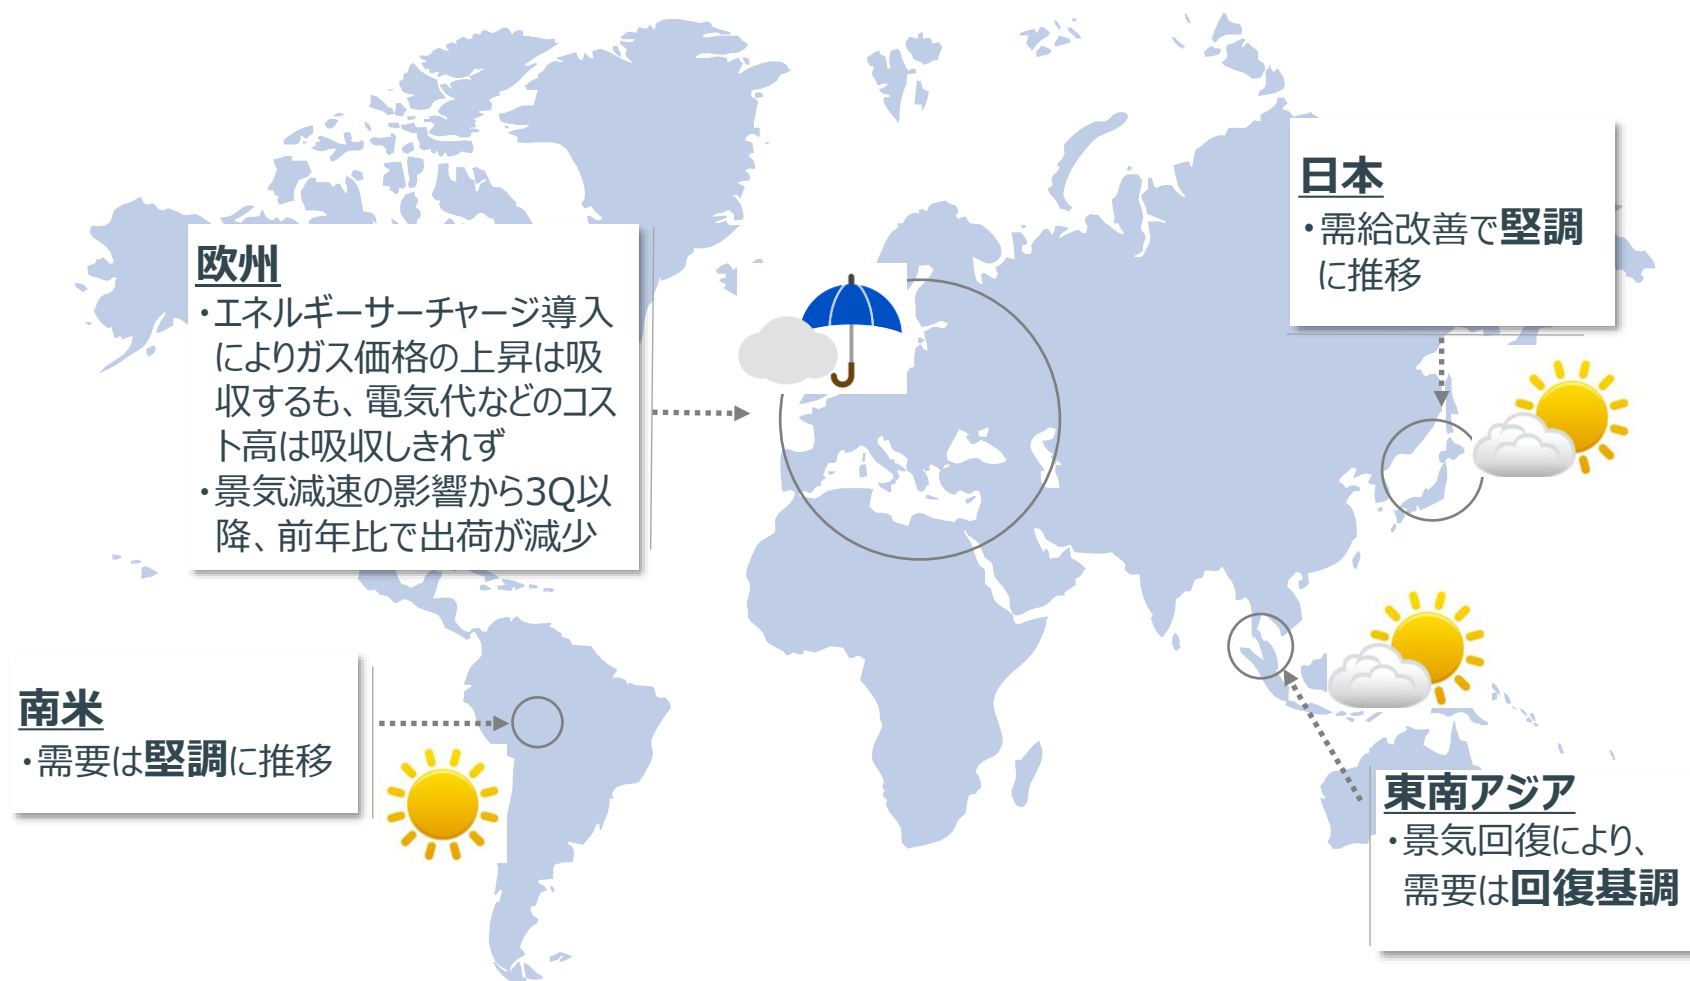 欧州
・エネルギーサーチャージ導入
によりガス価格の上昇は吸
収するも、電気代などのコス
ト高は吸収しきれず
・景気減速の影響から3Q以
降、前年比で出荷が減少
日本
・需給改善で堅調
に推移
南米
・需要は堅調に推移
東南アジア
・景気回復により、
需要は回復基調